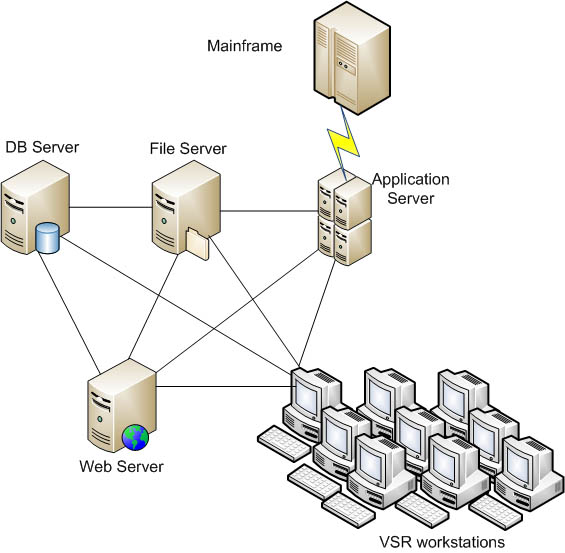 Mainframe
DB Server
File Server
Application
Server
Web Server
VSR workstations